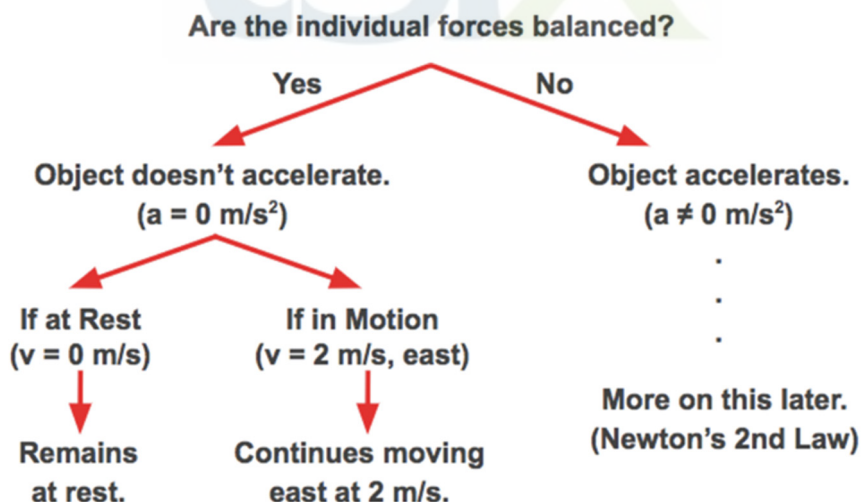 Are the individual forces balanced?
Yes
No
Object doesn't accelerate.
(a = 0 m/s²)
Object accelerates.
(a ≠ 0 m/s²)
.
.
.
If at Rest
(v = 0 m/s)
If in Motion
(v = 2 m/s, east)
Remains
at rest.
Continues moving
east at 2 m/s.
More on this later.
(Newton's 2nd Law)